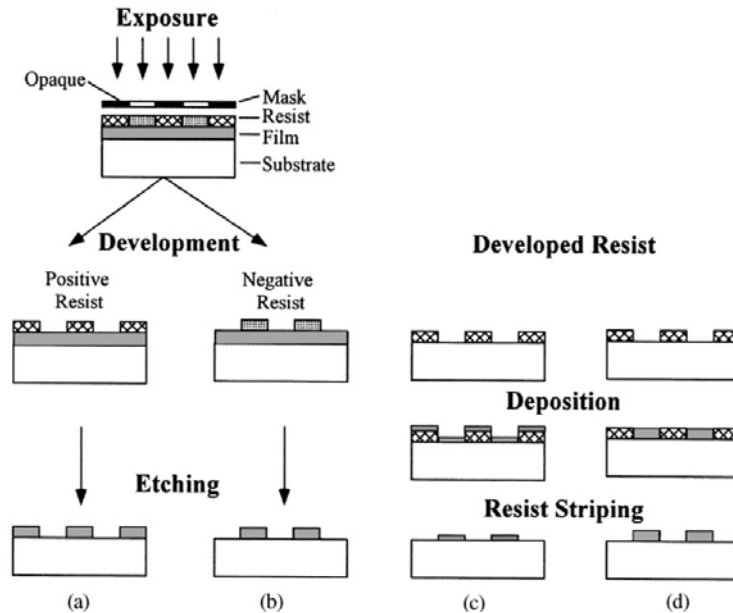 Exposure
Opaque
Mask
Resist
Film
Substrate
Development
Developed Resist
Positive
Resist
Negative
Resist
Deposition
Etching
Resist Striping
(a)
(b)
(c)
(d)